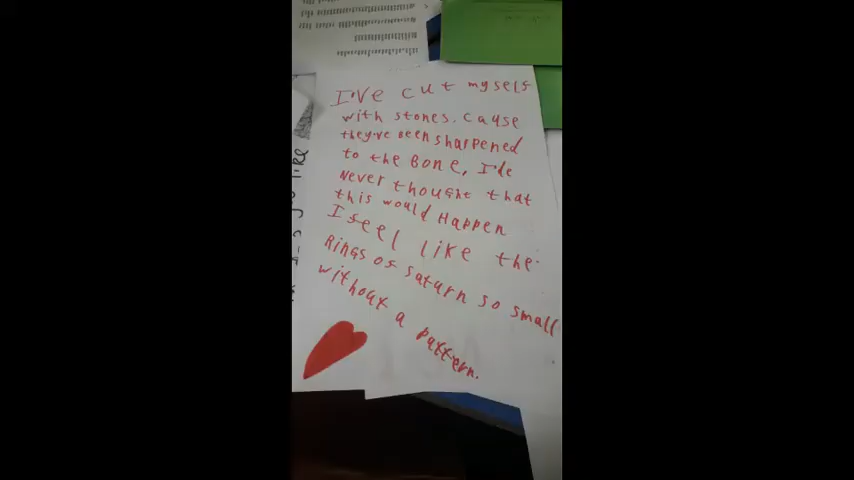 I'VE cut myself
with stones. cause
they've BEEN sharpened
to the BONE, I'de
NEVER thought that
this would HAPPEN
I feel like the
RINGS of saturn so small
without a pattern.